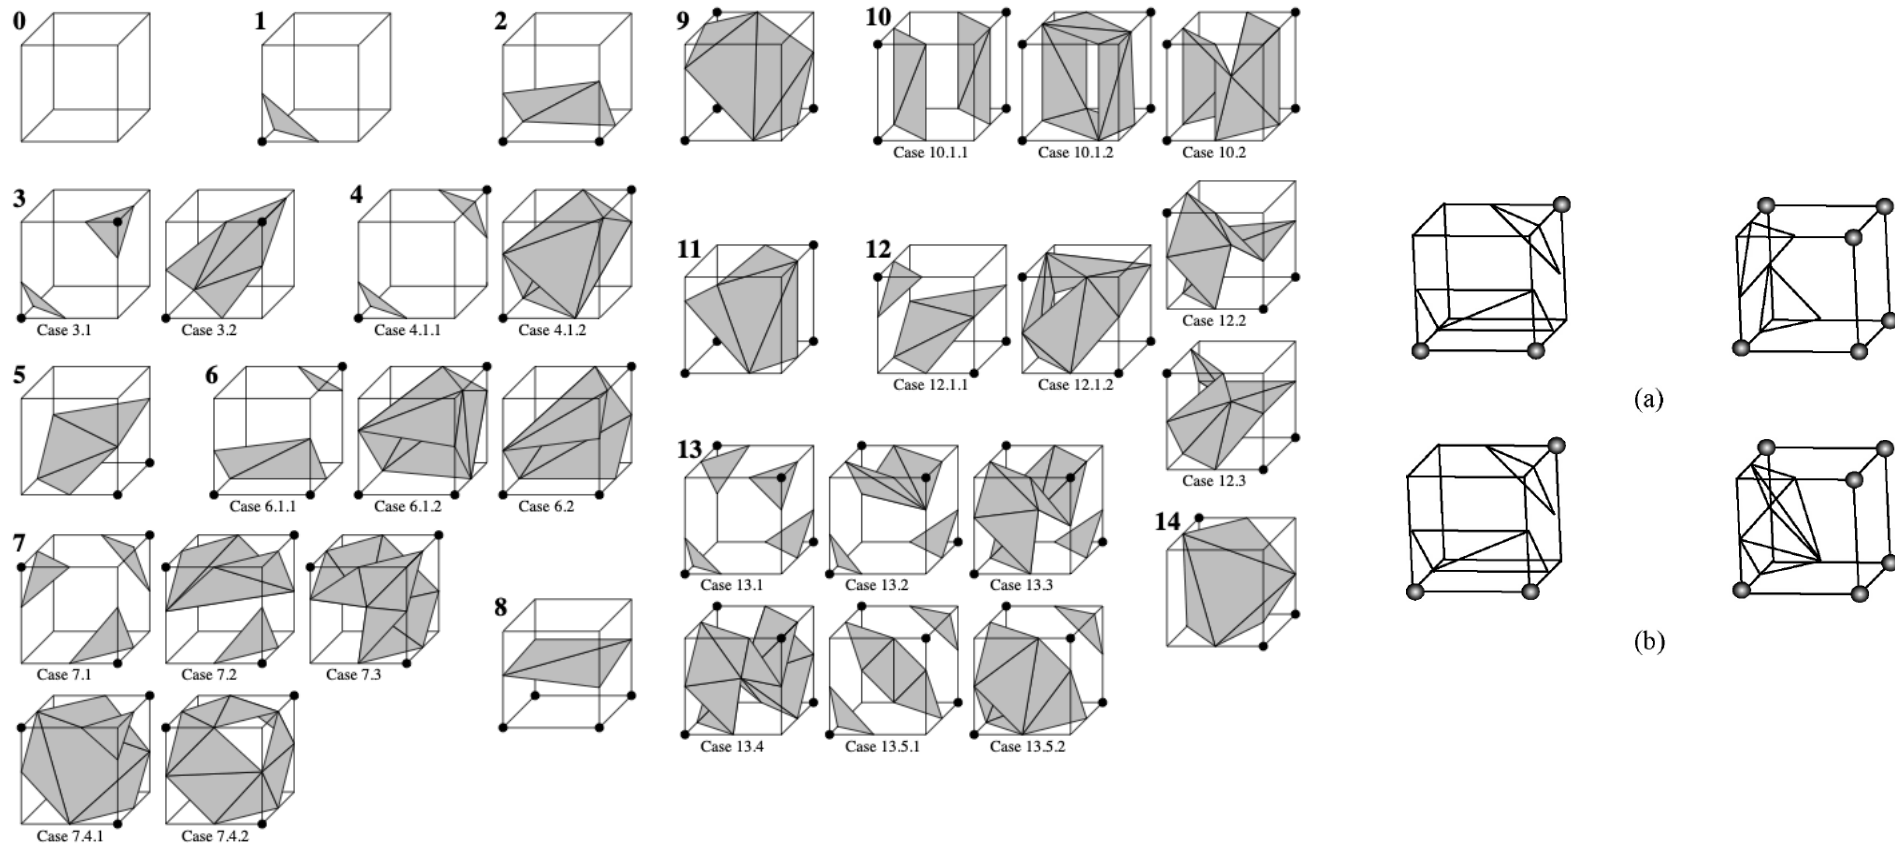 0 1 2 9 10
Case 10.1.1 Case 10.1.2 Case 10.2
3 4
Case 3.1 Case 3.2 Case 4.1.1 Case 4.1.2
11 12
Case 12.2
Case 12.1.1 Case 12.1.2
5 6
Case 12.3
Case 6.1.1 Case 6.1.2 Case 6.2
13
Case 13.1 Case 13.2 Case 13.3
14
7
Case 7.1 Case 7.2 Case 7.3
8
Case 13.4 Case 13.5.1 Case 13.5.2
Case 7.4.1 Case 7.4.2
(a)
(b)